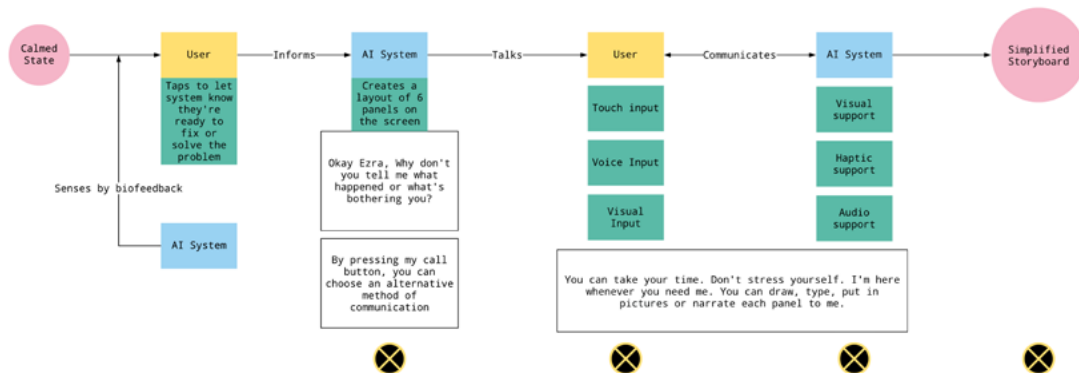 Calmed
State
User
Taps to let
system know
they're
ready to
fix or
solve the
problem
Senses by biofeedback
AI System
Informs
AI System
Creates a
layout of 6
panels on
the screen
Okay Ezra, Why don't
you tell me what
happened or what's
bothering you?
By pressing my call
button, you can
choose an alternative
method of
communication
Talks
User
Touch input
Voice Input
Visual
Input
Communicates
AI System
Visual
support
Haptic
support
Audio
support
You can take your time. Don't stress yourself. I'm here
whenever you need me. You can draw, type, put in
pictures or narrate each panel to me.
Simplified
Storyboard